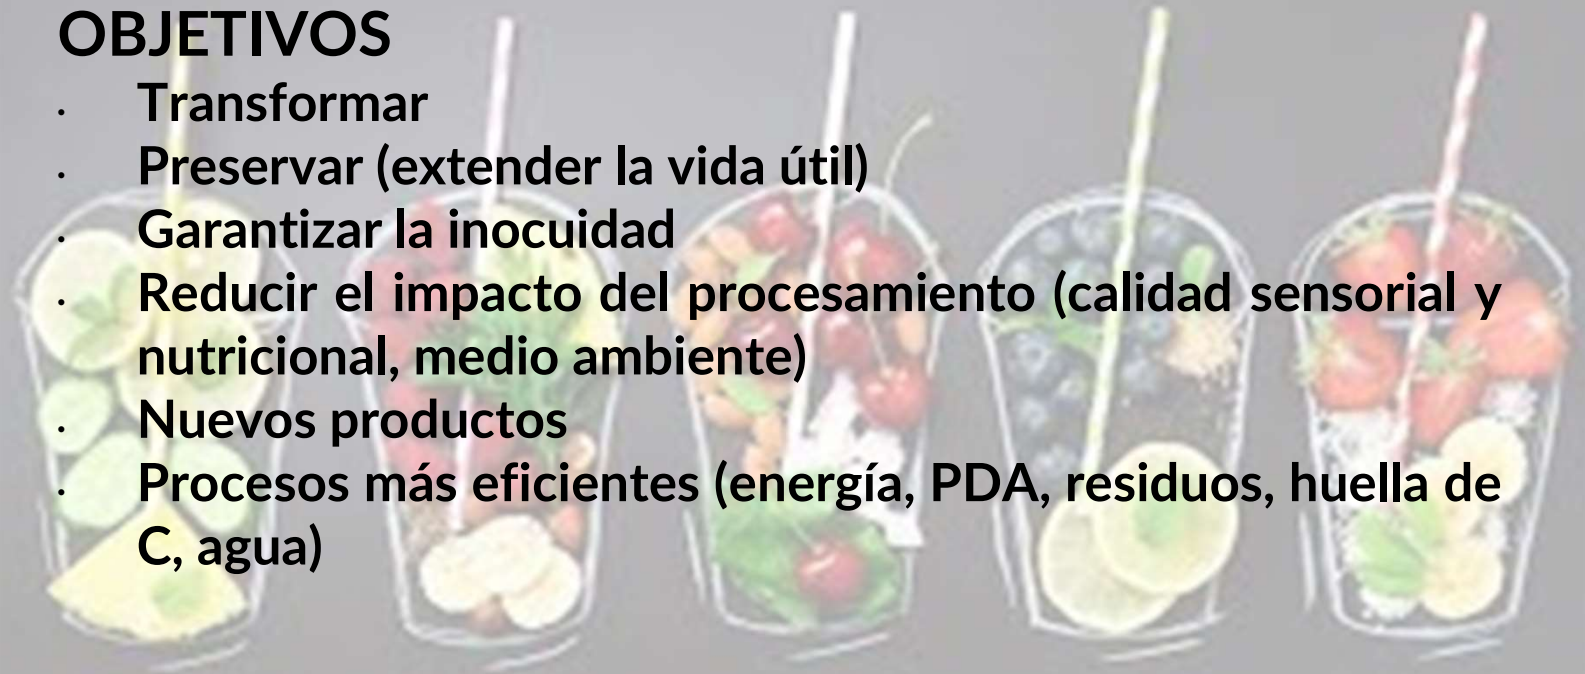 OBJETIVOS
· Transformar
· Preservar (extender la vida útil)
· Garantizar la inocuidad
· Reducir el impacto del procesamiento (calidad sensorial y
nutricional, medio ambiente)
· Nuevos productos
· Procesos más eficientes (energía, PDA, residuos, huella de
C, agua)